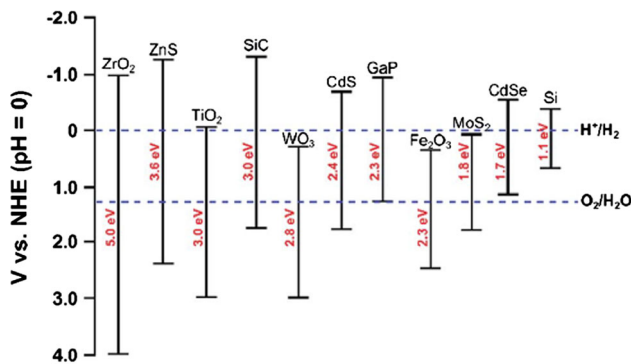 V vs. NHE (pH = 0)
-2.0
-1.0
0
1.0
2.0
3.0
4.0
ZrO₂
5.0 eV
ZnS
3.6 eV
TiO₂
3.0 eV
SiC
3.0 eV
WO₃
2.8 eV
CdS
2.4 eV
GaP
2.3 eV
Fe₂O₃
2.3 eV
MoS₂
1.8 eV
CdSe
1.7 eV
Si
1.1 eV
H⁺/H₂
O₂/H₂O